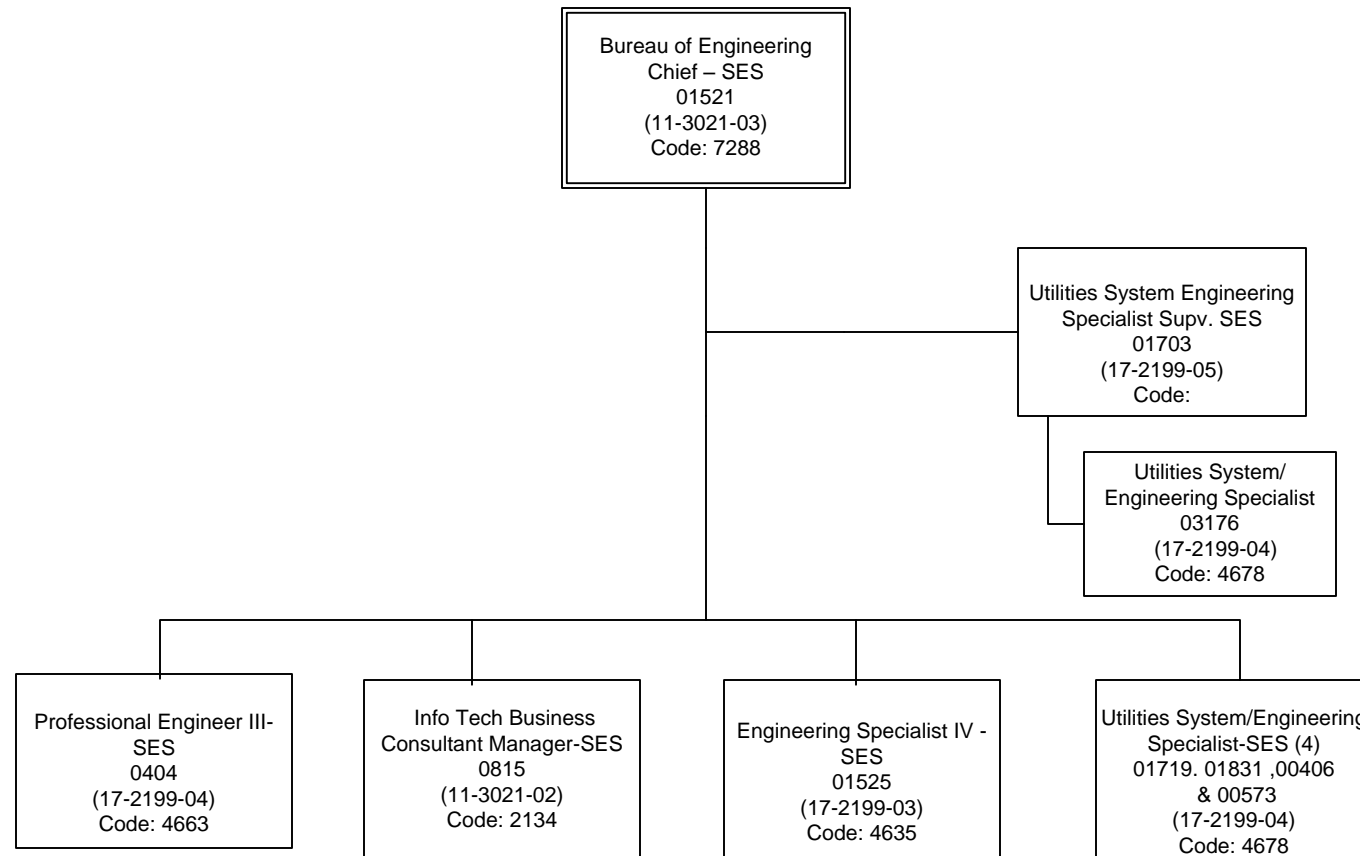 Bureau of Engineering
Chief – SES
01521
(11-3021-03)
Code: 7288
Utilities System Engineering
Specialist Supv. SES
01703
(17-2199-05)
Code:
Utilities System/
Engineering Specialist
03176
(17-2199-04)
Code: 4678
Professional Engineer III-
SES
0404
(17-2199-04)
Code: 4663
Info Tech Business
Consultant Manager-SES
0815
(11-3021-02)
Code: 2134
Engineering Specialist IV -
SES
01525
(17-2199-03)
Code: 4635
Utilities System/Engineering
Specialist-SES (4)
01719. 01831 ,00406
& 00573
(17-2199-04)
Code: 4678